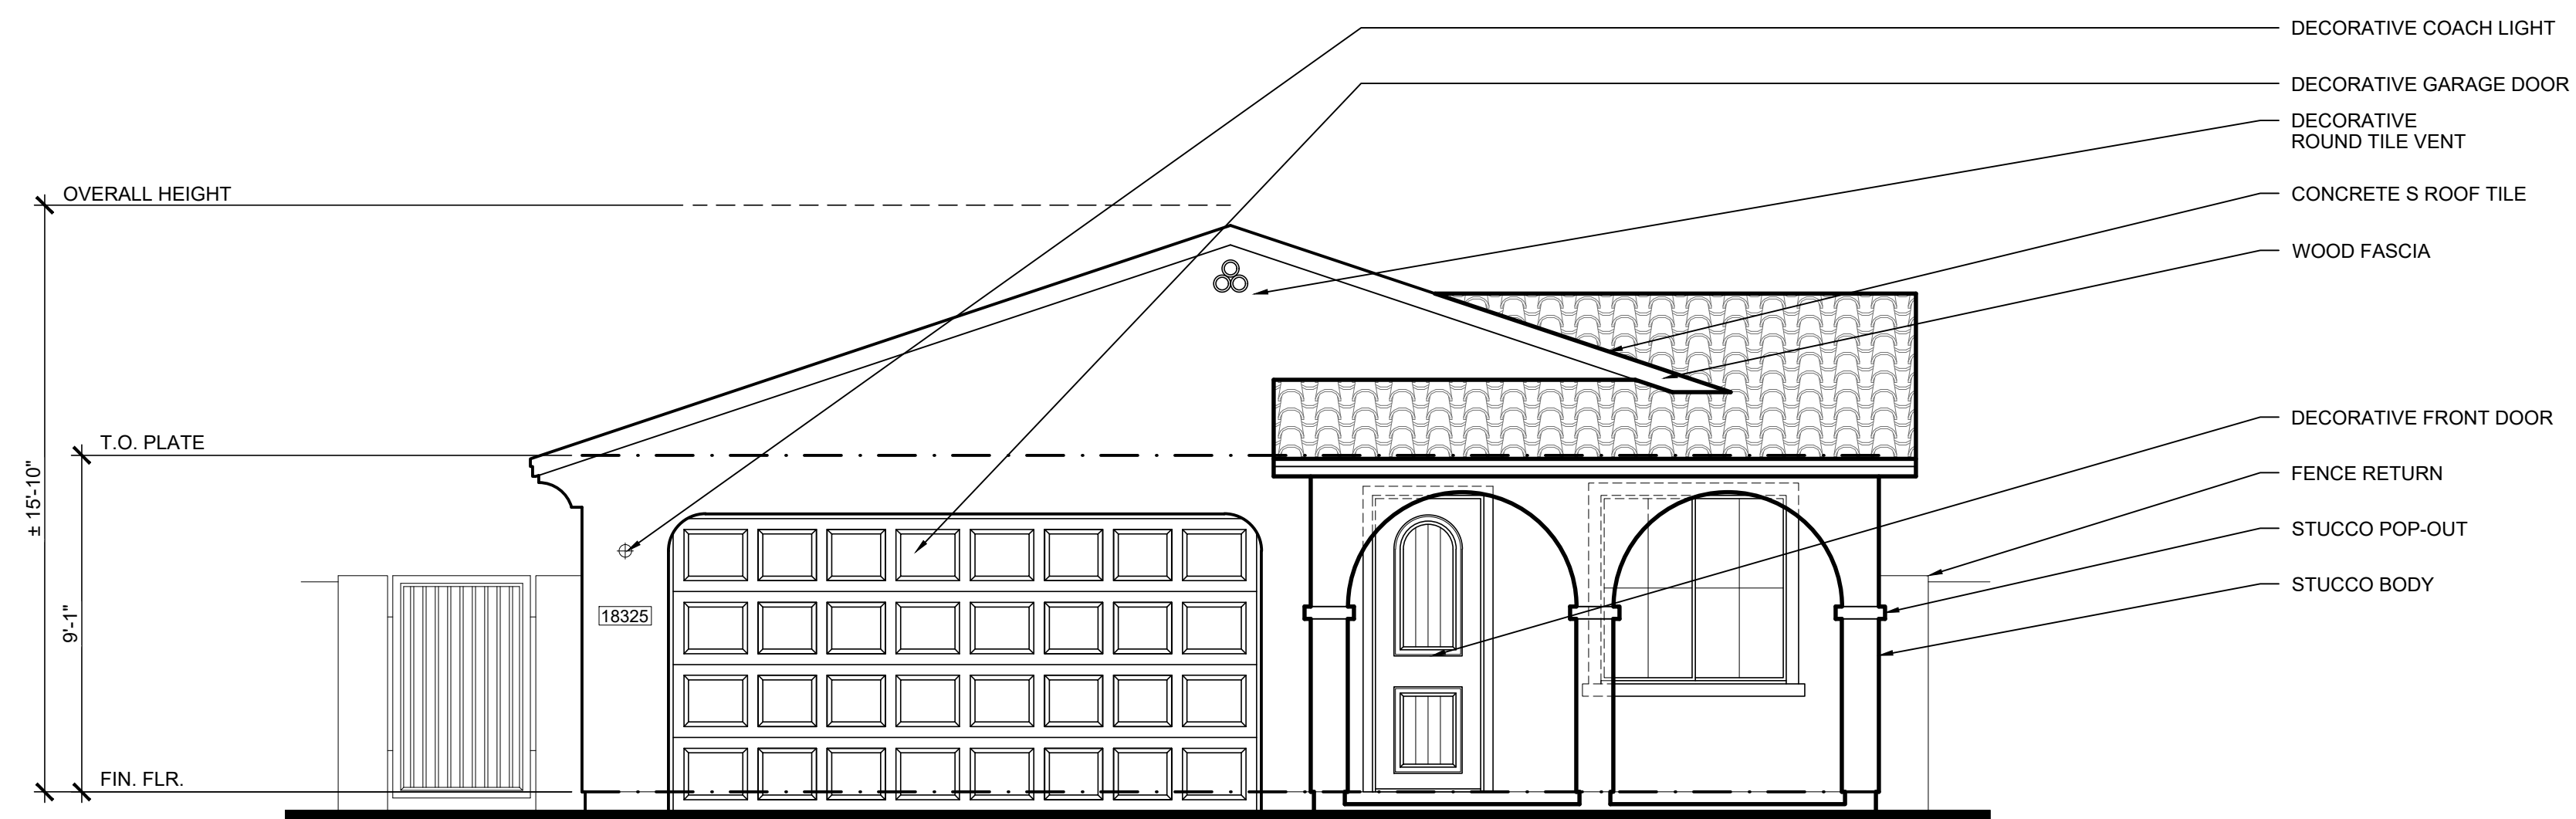 DECORATIVE COACH LIGHT
DECORATIVE GARAGE DOOR
DECORATIVE
ROUND TILE VENT
CONCRETE S ROOF TILE
WOOD FASCIA
OVERALL HEIGHT
T.O. PLATE
± 15'-10"
9'-1"
FIN. FLR.
18325
DECORATIVE FRONT DOOR
FENCE RETURN
STUCCO POP-OUT
STUCCO BODY